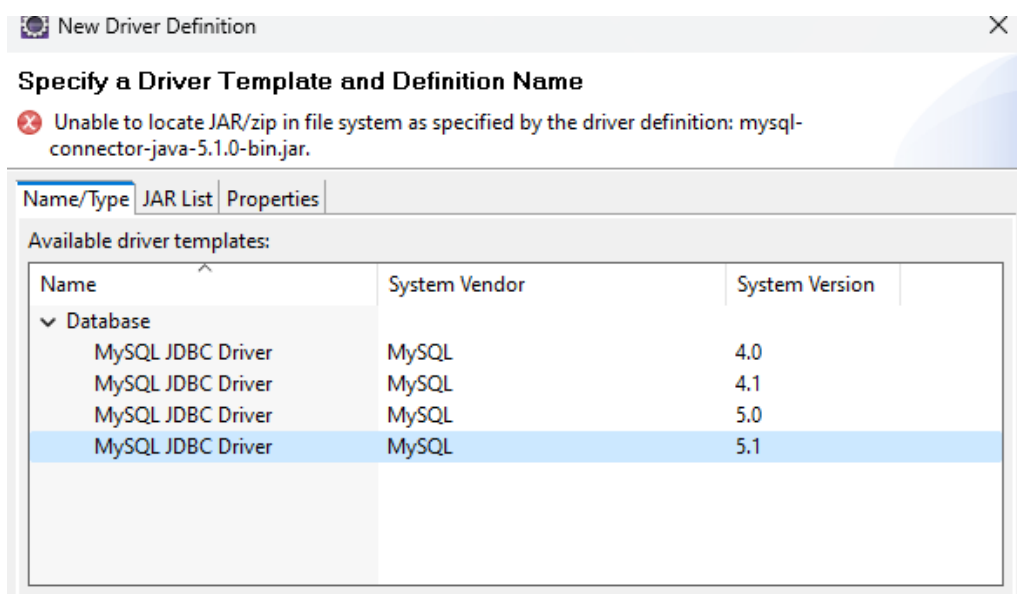 New Driver Definition
Specify a Driver Template and Definition Name
Unable to locate JAR/zip in file system as specified by the driver definition: mysql-
connector-java-5.1.0-bin.jar.
Name/Type JAR List Properties
Available driver templates:
Name System Vendor System Version
Database
MySQL JDBC Driver MySQL 4.0
MySQL JDBC Driver MySQL 4.1
MySQL JDBC Driver MySQL 5.0
MySQL JDBC Driver MySQL 5.1